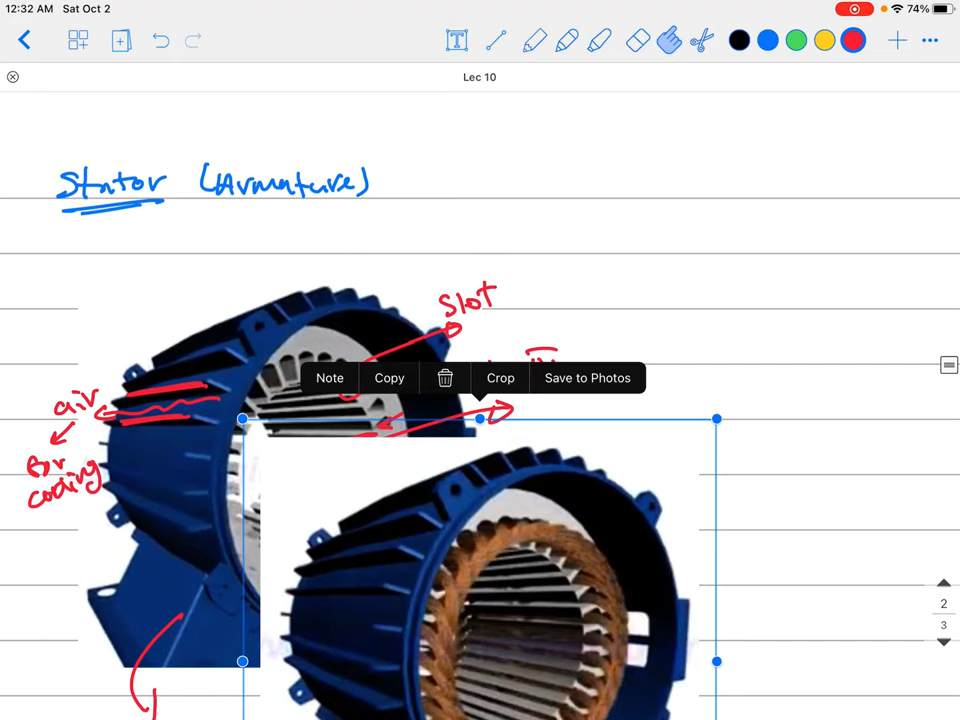 12:32 AM Sat Oct 2
74%
Lec 10
Stator (Armature)
Slot
Note Copy Crop Save to Photos
air
For
cooling
2
3